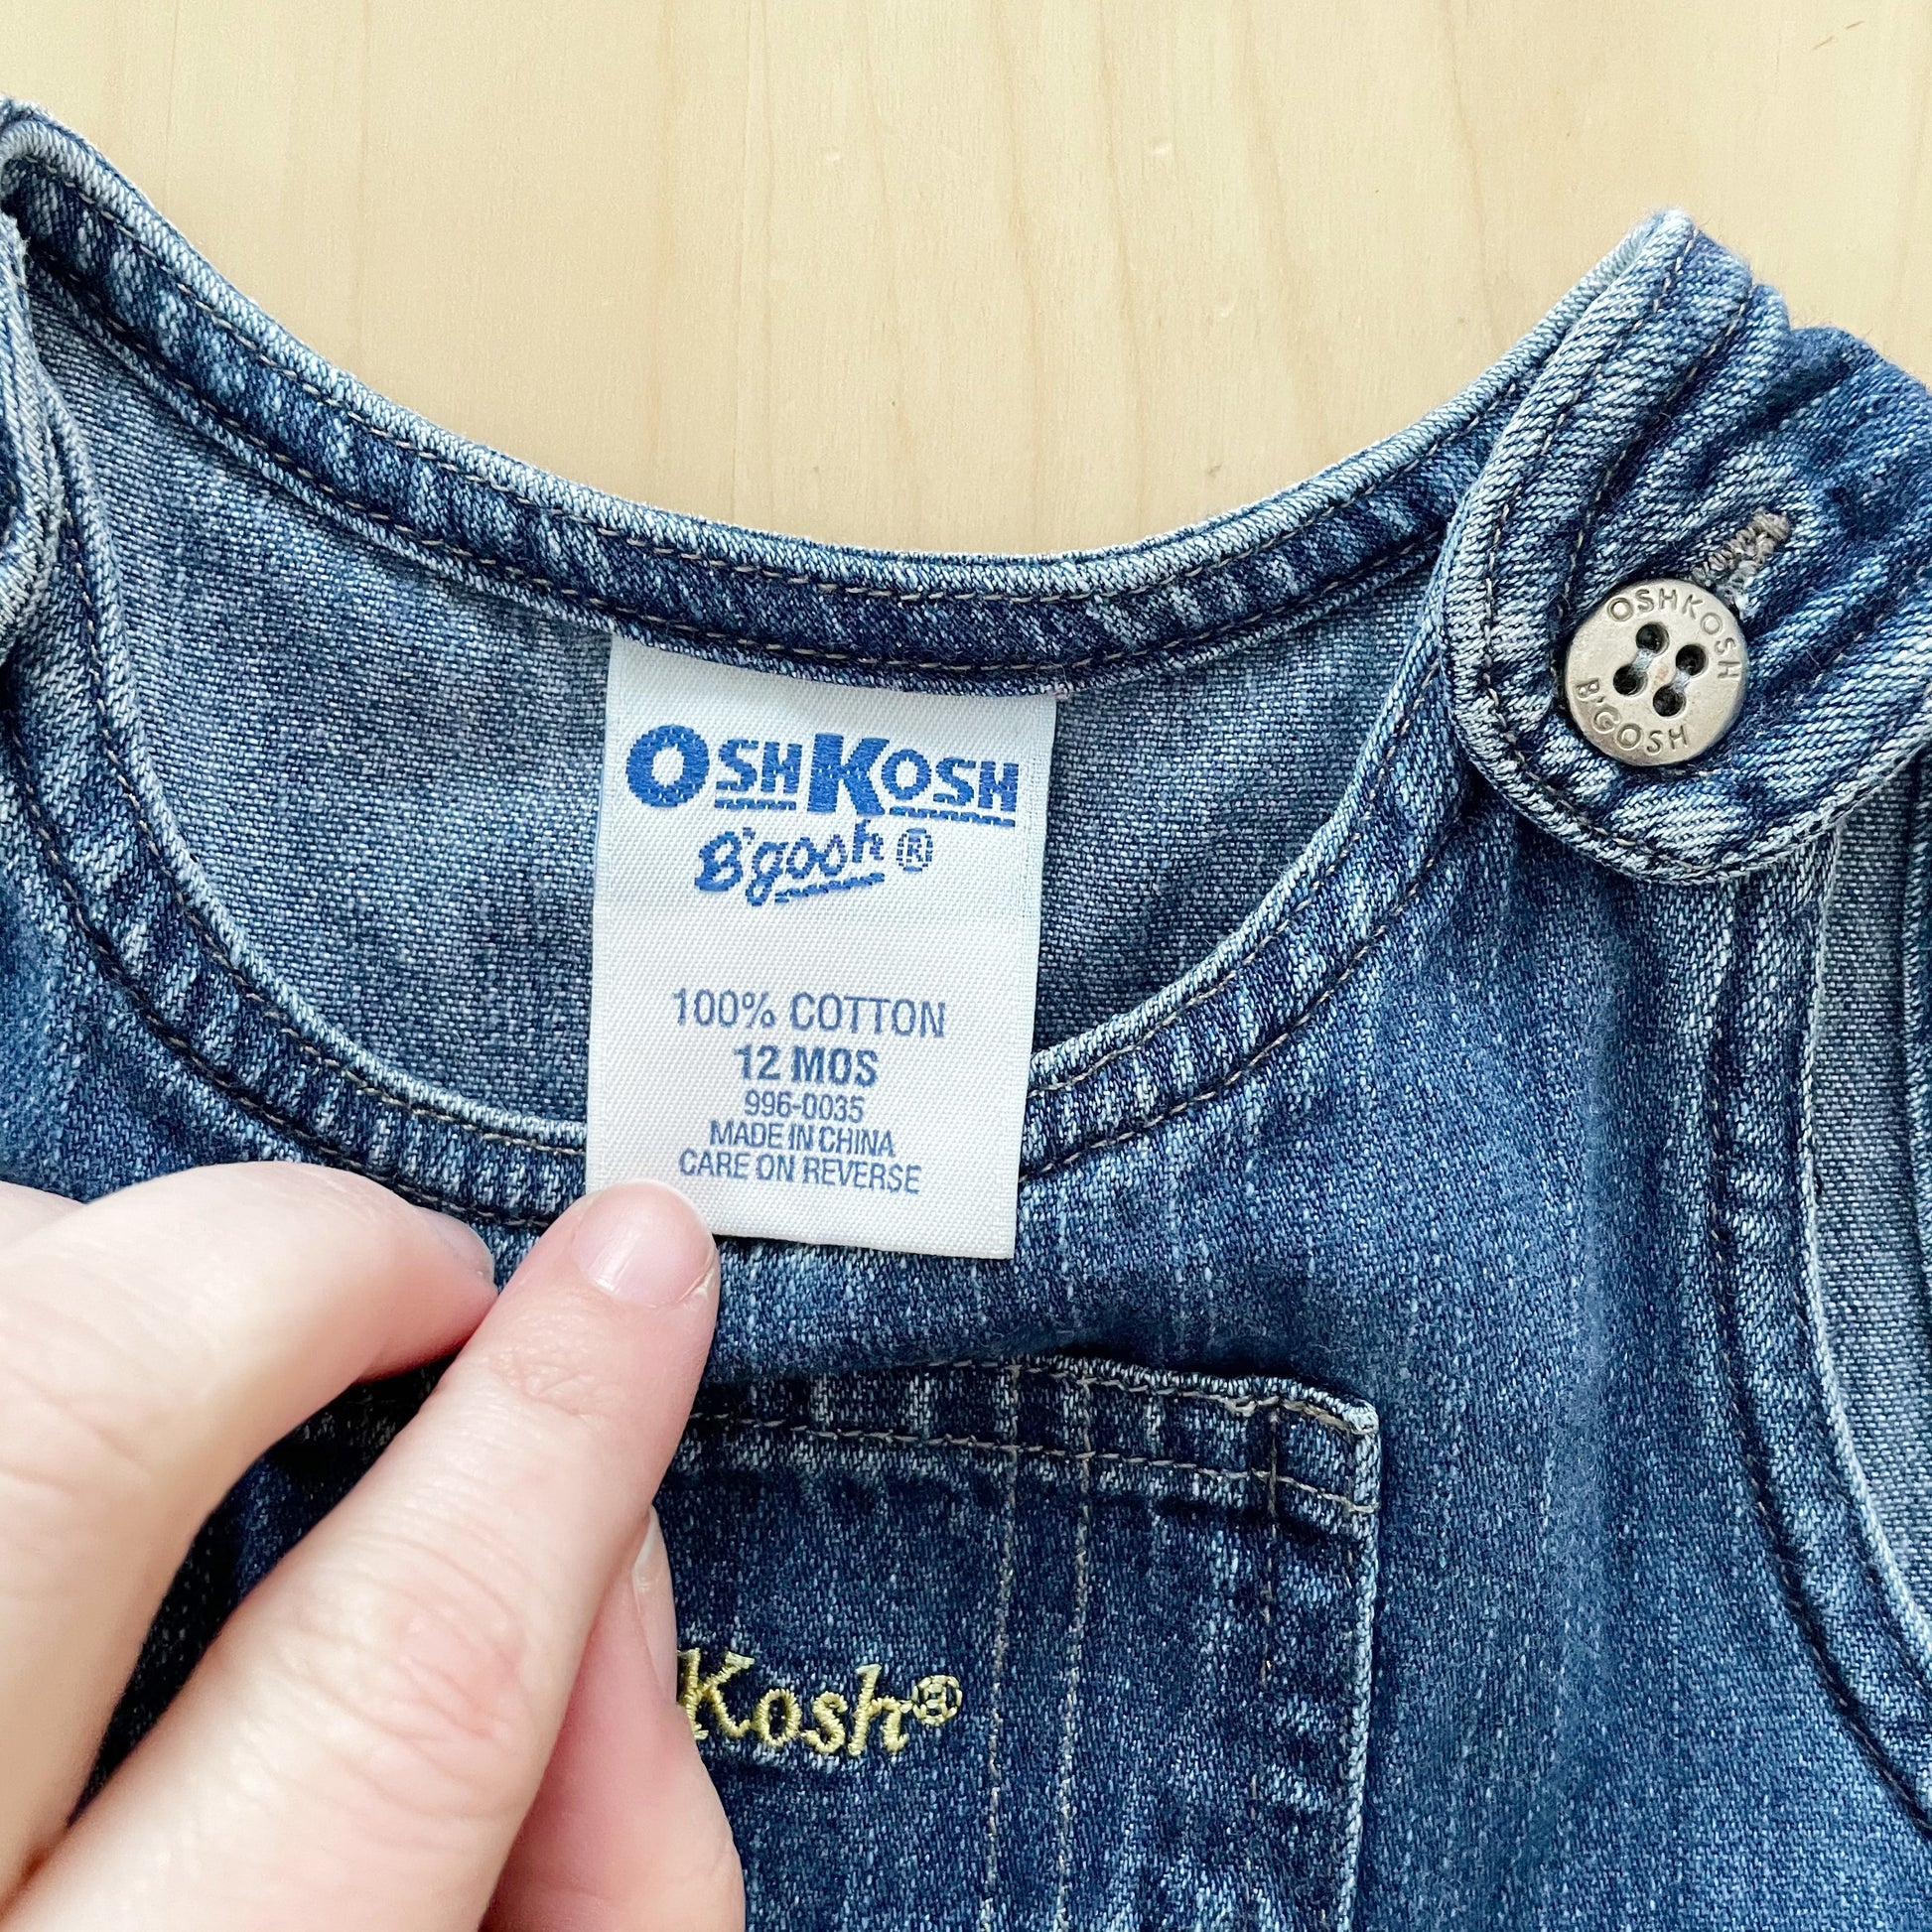 OSHKOSH
B'GOSH
OSHKOSH
B'gosh ®
100% COTTON
12 MOS
996-0035
MADE IN CHINA
CARE ON REVERSE
Kosh®